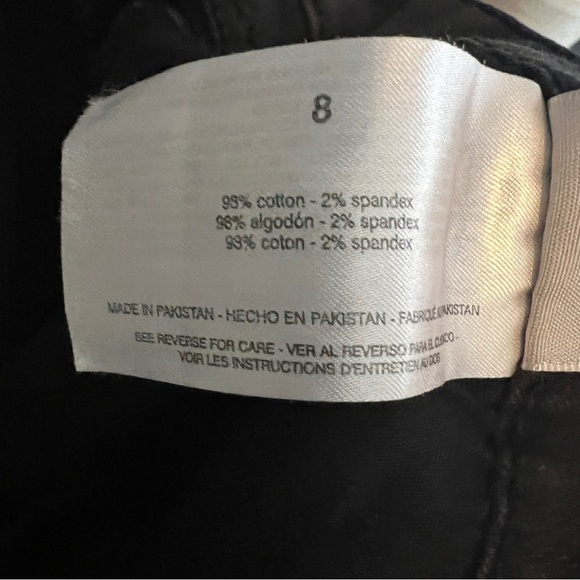 8
98% cotton - 2% spandex
98% algodón - 2% spandex
98% coton - 2% spandex
MADE IN PAKISTAN - HECHO EN PAKISTAN - FABRIQUÉ AU PAKISTAN
SEE REVERSE FOR CARE - VER AL REVERSO PARA EL CUIDADO -
VOIR LES INSTRUCTIONS D'ENTRETIEN AU DOS